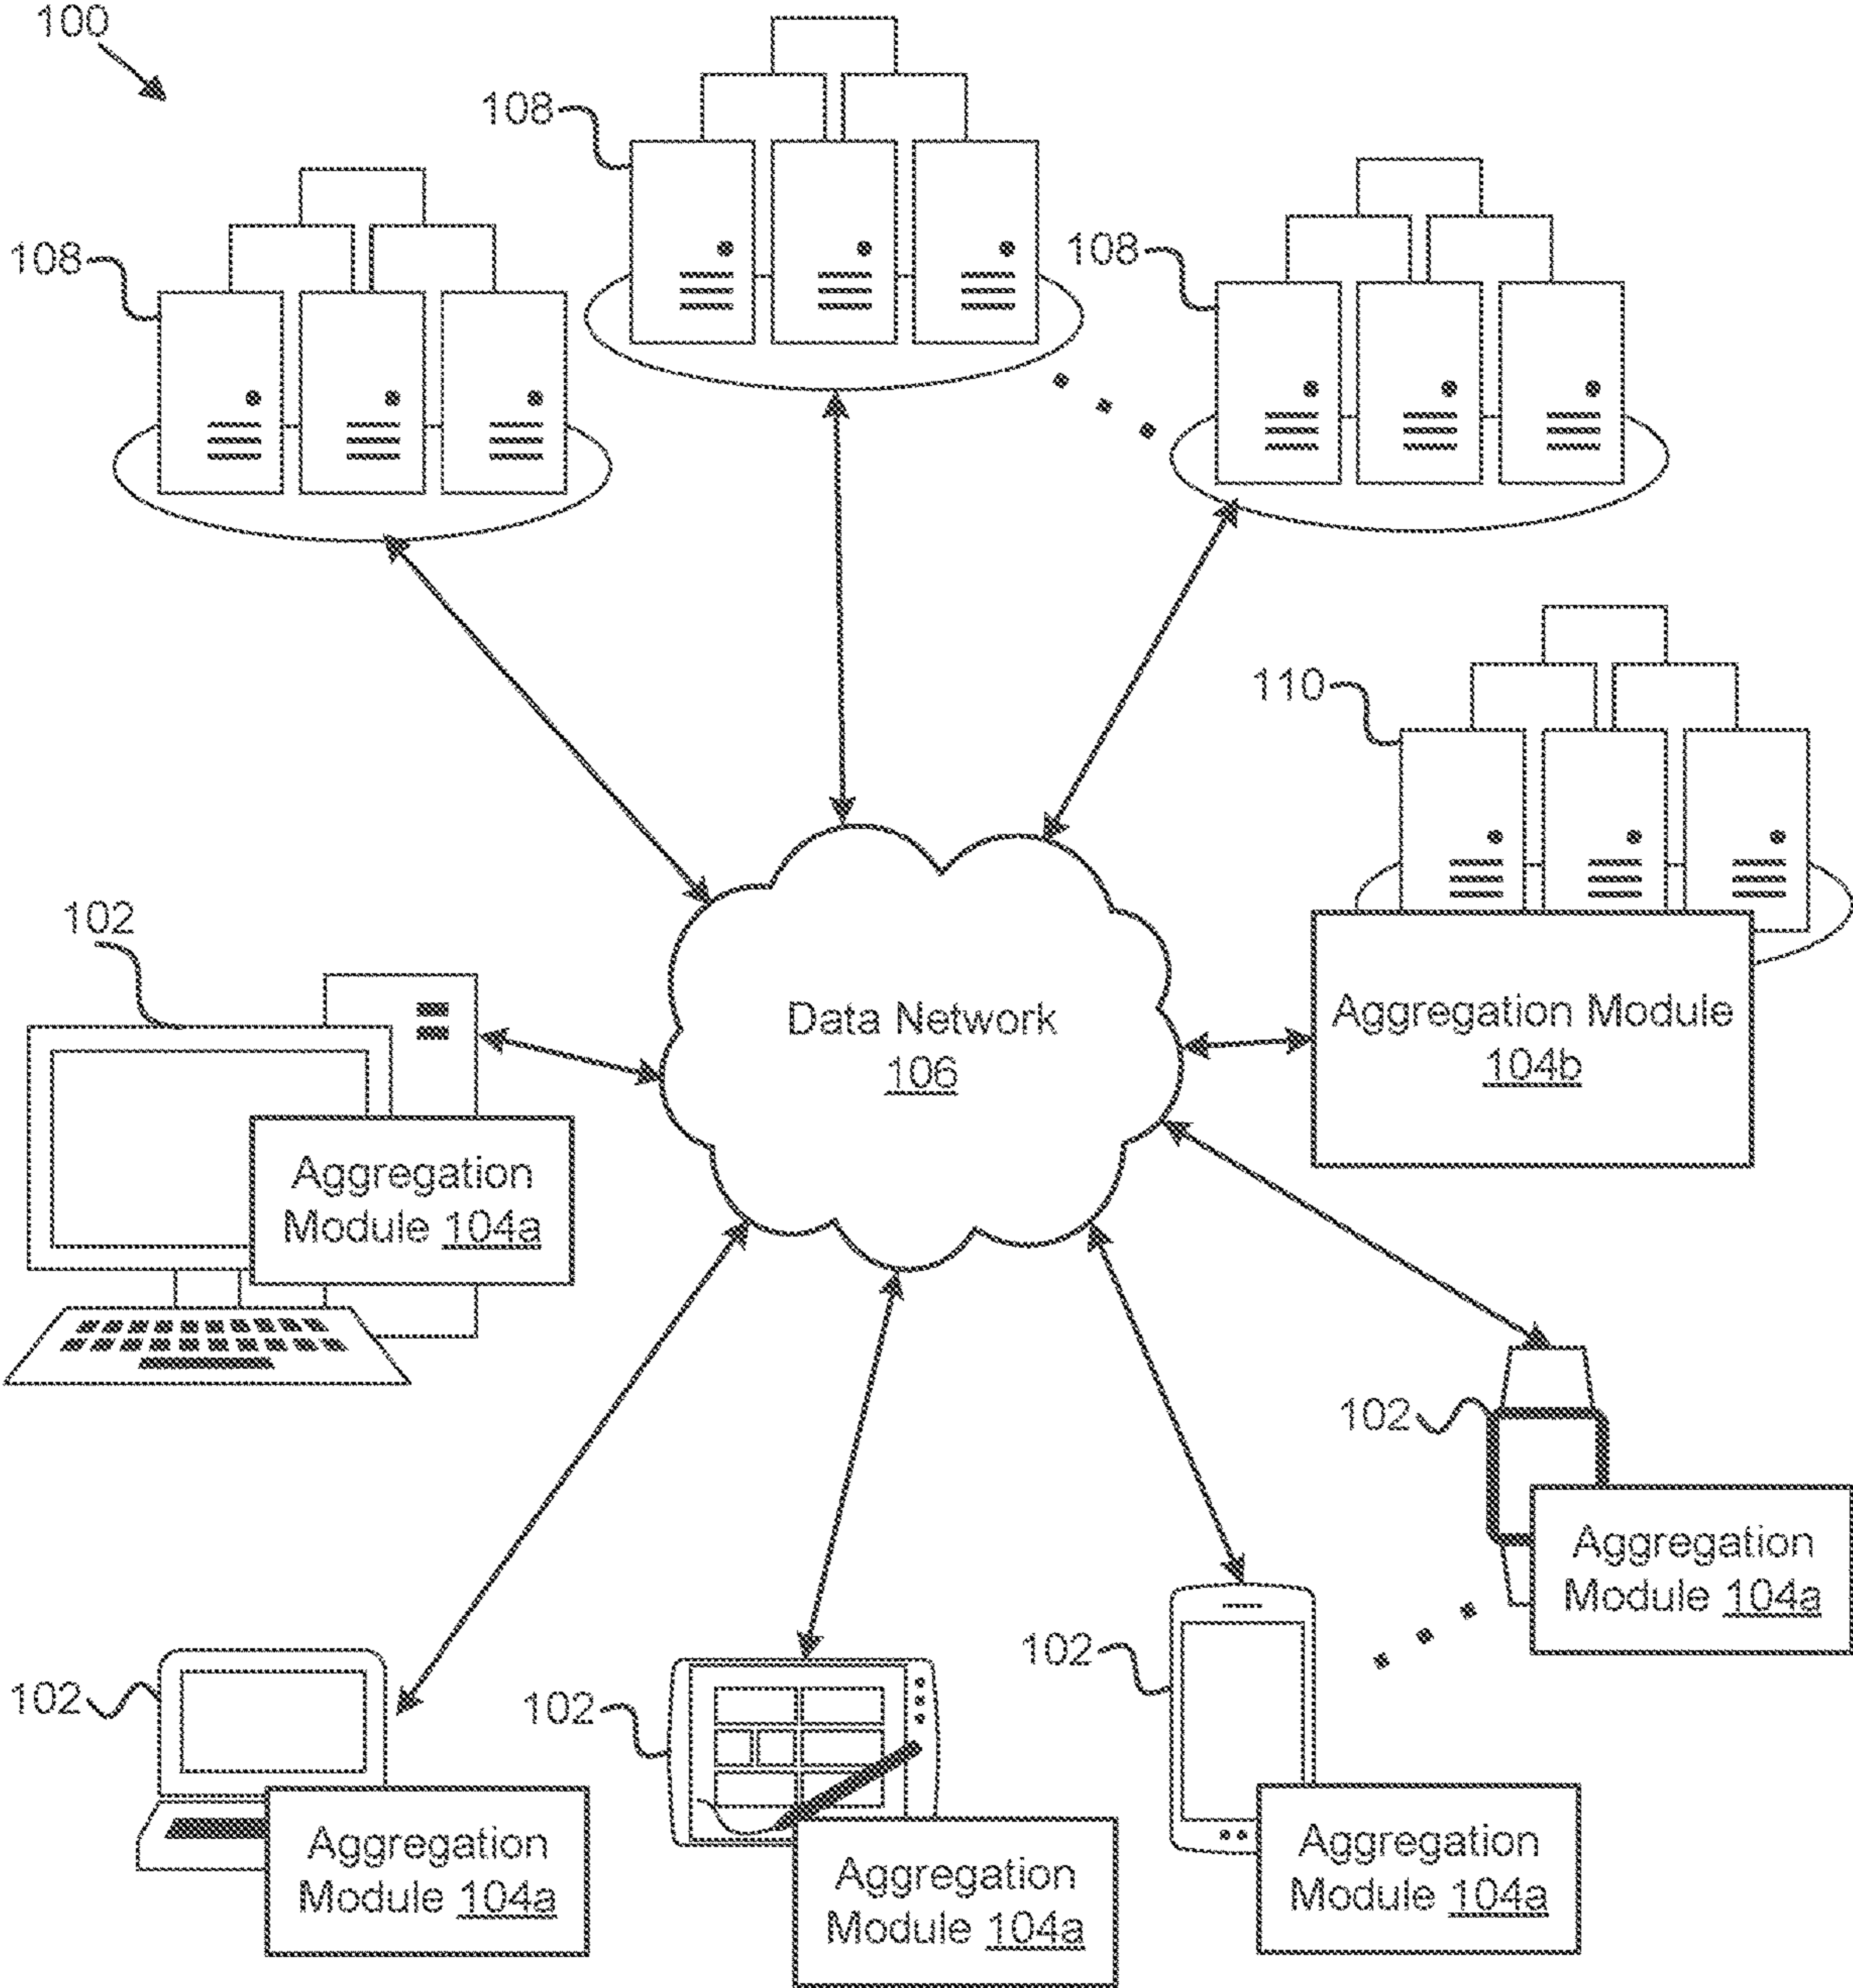 100
108
108
108
110
102
Data Network
106
Aggregation Module
104b
Aggregation
Module 104a
102
Aggregation
Module 104a
102
Aggregation
Module 104a
102
Aggregation
Module 104a
102
Aggregation
Module 104a